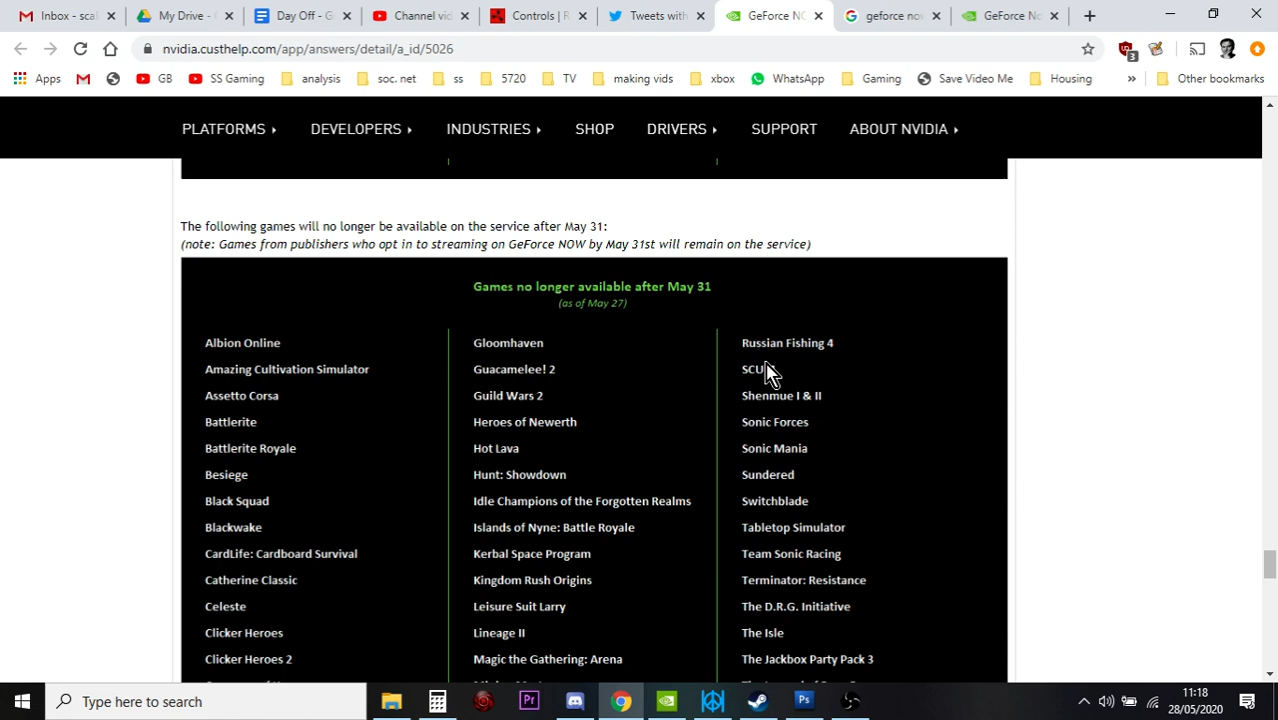 Inbox - sca
My Drive -
Day Off - G
Channel vid
Controls | R
Tweets with
GeForce NO
geforce nov
GeForce No
nvidia.custhelp.com/app/answers/detail/a_id/5026
3
Apps
GB
SS Gaming
analysis
soc. net
ss
5720
TV
making vids
xbox
WhatsApp
Gaming
Save Video Me
Housing
»
Other bookmarks
PLATFORMS
DEVELOPERS
INDUSTRIES
SHOP
DRIVERS
SUPPORT
ABOUT NVIDIA
The following games will no longer be available on the service after May 31:
(note: Games from publishers who opt in to streaming on GeForce NOW by May 31st will remain on the service)
Games no longer available after May 31
(as of May 27)
Albion Online
Amazing Cultivation Simulator
Assetto Corsa
Battlerite
Battlerite Royale
Besiege
Black Squad
Blackwake
CardLife: Cardboard Survival
Catherine Classic
Celeste
Clicker Heroes
Clicker Heroes 2
Gloomhaven
Guacamelee! 2
Guild Wars 2
Heroes of Newerth
Hot Lava
Hunt: Showdown
Idle Champions of the Forgotten Realms
Islands of Nyne: Battle Royale
Kerbal Space Program
Kingdom Rush Origins
Leisure Suit Larry
Lineage II
Magic the Gathering: Arena
Russian Fishing 4
SCU
Shenmue I & II
Sonic Forces
Sonic Mania
Sundered
Switchblade
Tabletop Simulator
Team Sonic Racing
Terminator: Resistance
The D.R.G. Initiative
The Isle
The Jackbox Party Pack 3
Type here to search
Pr
Ps
11:18
28/05/2020